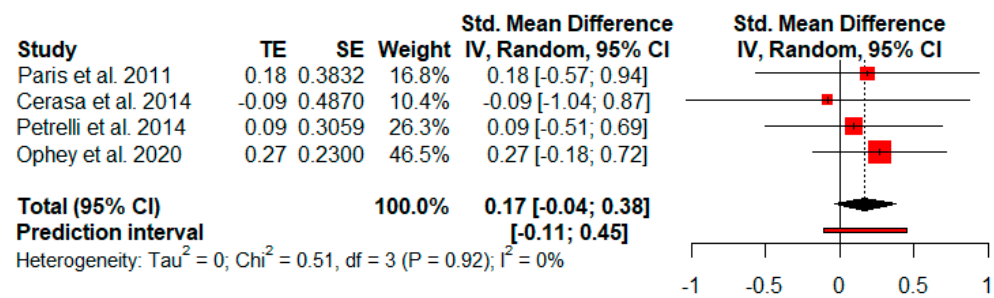 Std. Mean Difference Std. Mean Difference
Study TE SE Weight IV, Random, 95% CI IV, Random, 95% CI
Paris et al. 2011 0.18 0.3832 16.8% 0.18 [-0.57; 0.94]
Cerasa et al. 2014 -0.09 0.4870 10.4% -0.09 [-1.04; 0.87]
Petrelli et al. 2014 0.09 0.3059 26.3% 0.09 [-0.51; 0.69]
Ophey et al. 2020 0.27 0.2300 46.5% 0.27 [-0.18; 0.72]
Total (95% CI) 100.0% 0.17 [-0.04; 0.38]
Prediction interval [-0.11; 0.45]
Heterogeneity: Tau² = 0; Chi² = 0.51, df = 3 (P = 0.92); I² = 0%
-1 -0.5 0 0.5 1